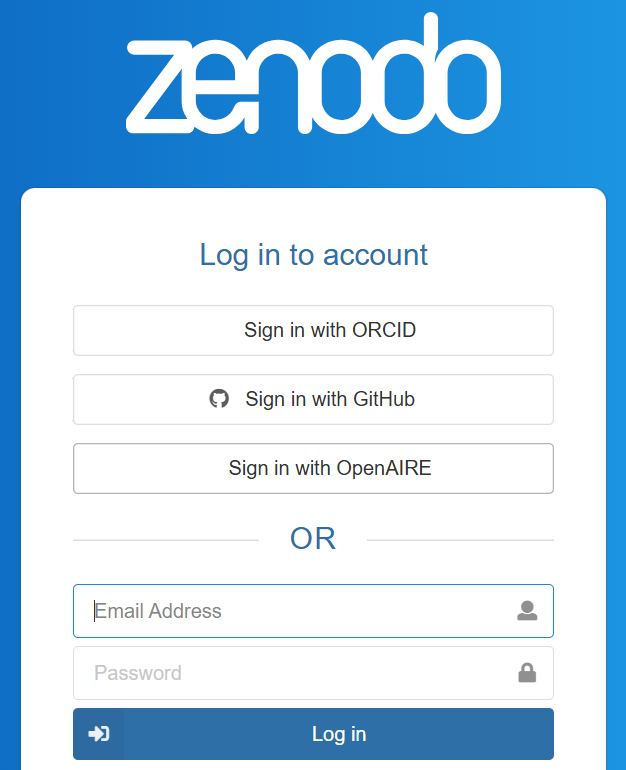 zenodo
Log in to account
Sign in with ORCID
Sign in with GitHub
Sign in with OpenAIRE
OR
Email Address
Password
Log in